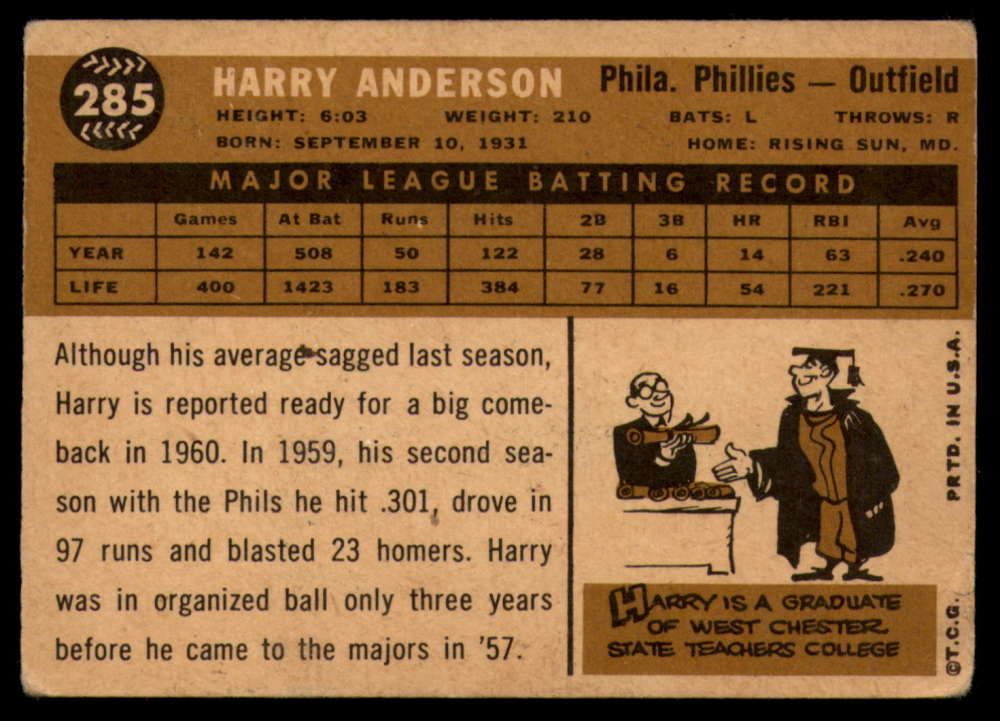 285
HARRY ANDERSON Phila. Phillies — Outfield
HEIGHT: 6:03 WEIGHT: 210 BATS: L THROWS: R
BORN: SEPTEMBER 10, 1931 HOME: RISING SUN, MD.
MAJOR LEAGUE BATTING RECORD
Games At Bat Runs Hits 2B 3B HR RBI Avg
YEAR 142 508 50 122 28 6 14 63 .240
LIFE 400 1423 183 384 77 16 54 221 .270
Although his average sagged last season,
Harry is reported ready for a big come-
back in 1960. In 1959, his second sea-
son with the Phils he hit .301, drove in
97 runs and blasted 23 homers. Harry
was in organized ball only three years
before he came to the majors in '57.
HARRY IS A GRADUATE
OF WEST CHESTER
STATE TEACHERS COLLEGE
©T.C.G. PRTD. IN U.S.A.